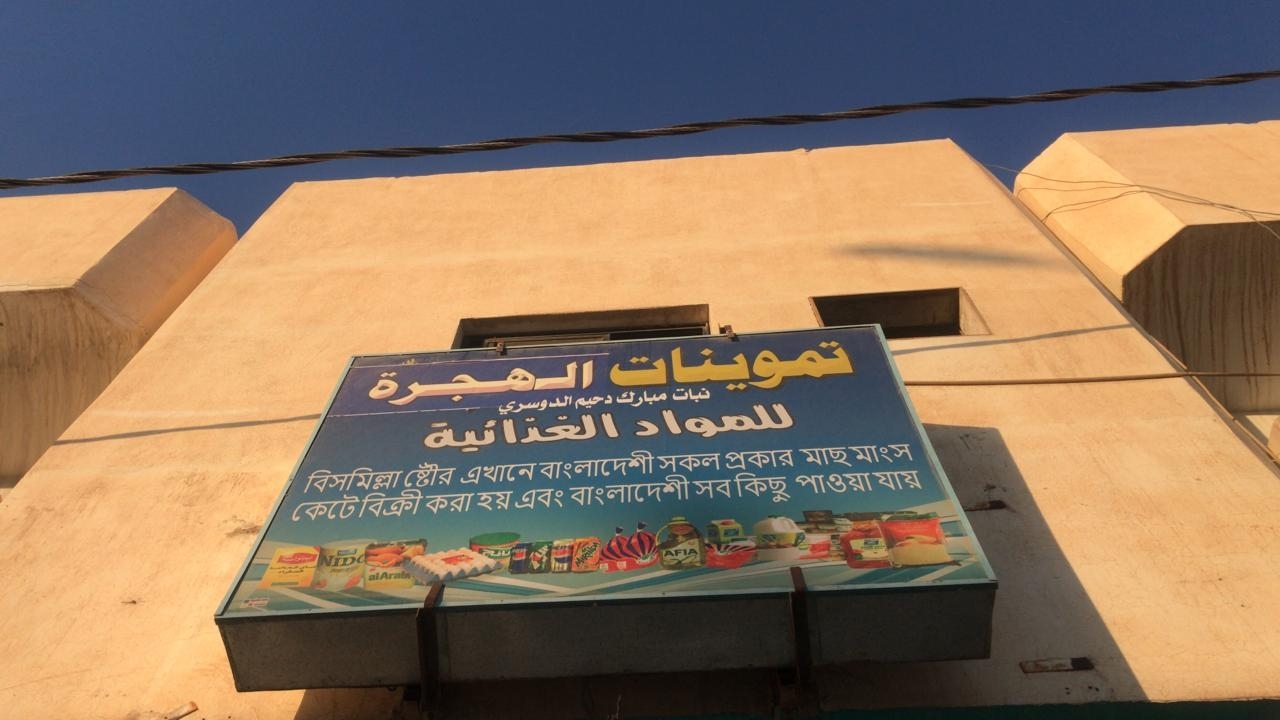 تموينات الهجرة
نبات مبارك دحيم الدوسري
للمواد الغذائية
বিসমিল্লা ষ্টৌর এখানে বাংলাদেশী সকল প্রকার মাছ মাংস
কেটে বিক্রী করা হয় এবং বাংলাদেশী সব কিছু পাওয়া যায়
NIDO
alArabi
AFIA